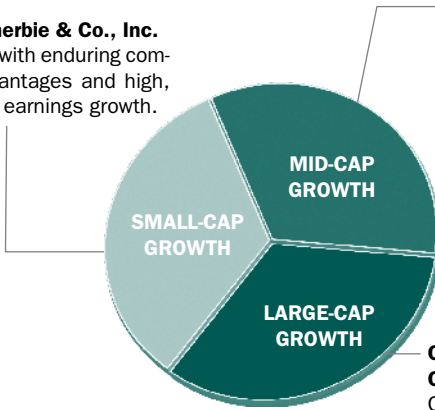 erbie & Co., Inc.
with enduring com-
antages and high,
earnings growth.
MID-CAP
GROWTH
SMALL-CAP
GROWTH
LARGE-CAP
GROWTH